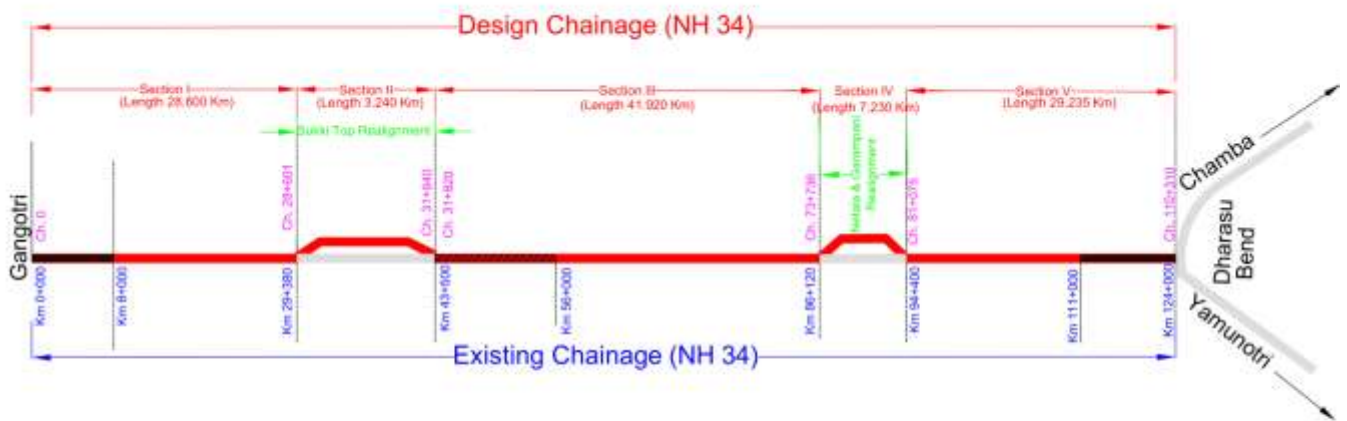 Design Chainage (NH 34)
Section I
(Length 28.600 Km)
Section II
(Length 3.240 Km)
Section III
(Length 41.920 Km)
Section IV
(Length 7.230 Km)
Section V
(Length 29.235 Km)
Sukki Top Realignment
Netala & Ganeshpur
Realignment
Gangotri
Ch. 0
Ch. 28+601
Ch. 31+840
Ch. 31+820
Ch. 73+736
Ch. 81+075
Ch. 110+310
Km 0+000
Km 8+000
Km 29+380
Km 43+500
Km 56+000
Km 86+120
Km 94+400
Km 111+000
Km 124+000
Chamba
Dharasu
Bend
Yamunotri
Existing Chainage (NH 34)